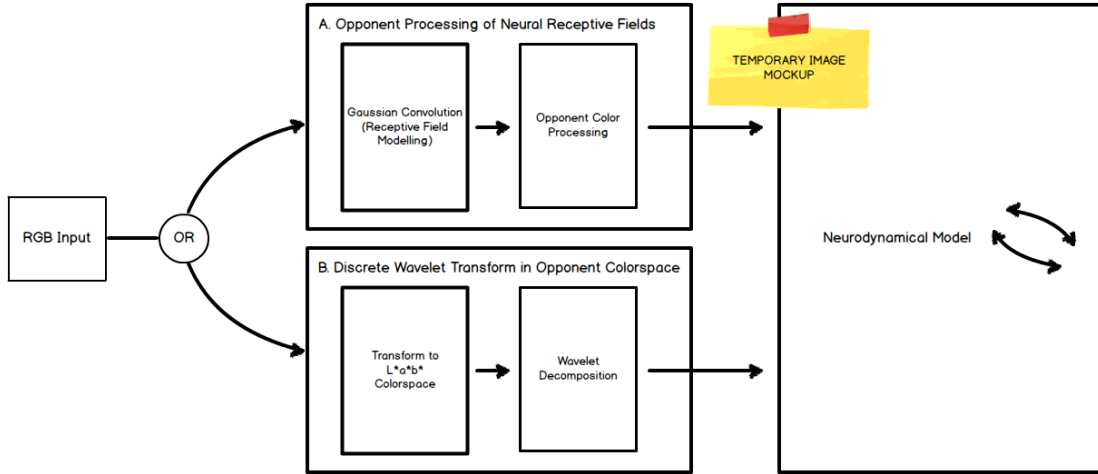 A. Opponent Processing of Neural Receptive Fields
Gaussian Convolution
(Receptive Field
Modelling)
Opponent Color
Processing
TEMPORARY IMAGE
MOCKUP
RGB Input
OR
Neurodynamical Model
B. Discrete Wavelet Transform in Opponent Colorspace
Transform to
L*a*b*
Colorspace
Wavelet
Decomposition